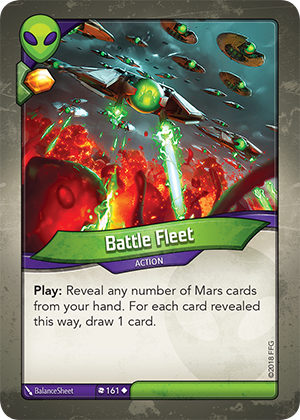 Battle Fleet
ACTION
Play: Reveal any number of Mars cards
from your hand. For each card revealed
this way, draw 1 card.
©2018 FFG
BalanceSheet
161